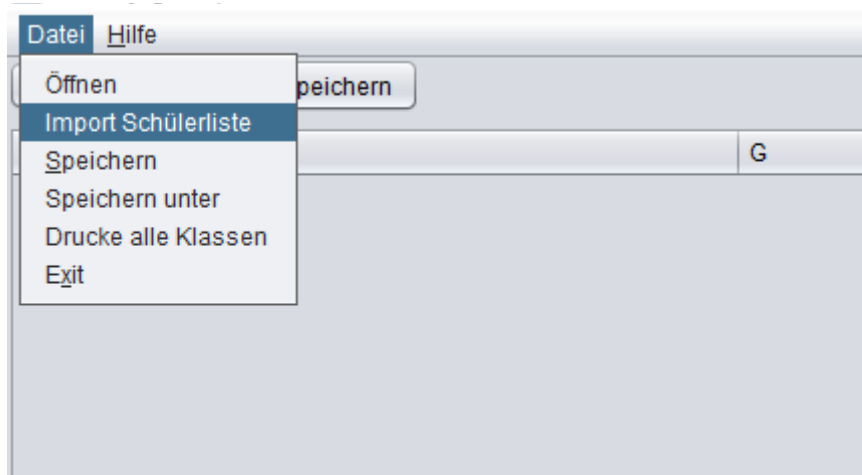 Datei Hilfe
Öffnen
peichern
Import Schülerliste
G
Speichern
Speichern unter
Drucke alle Klassen
Exit